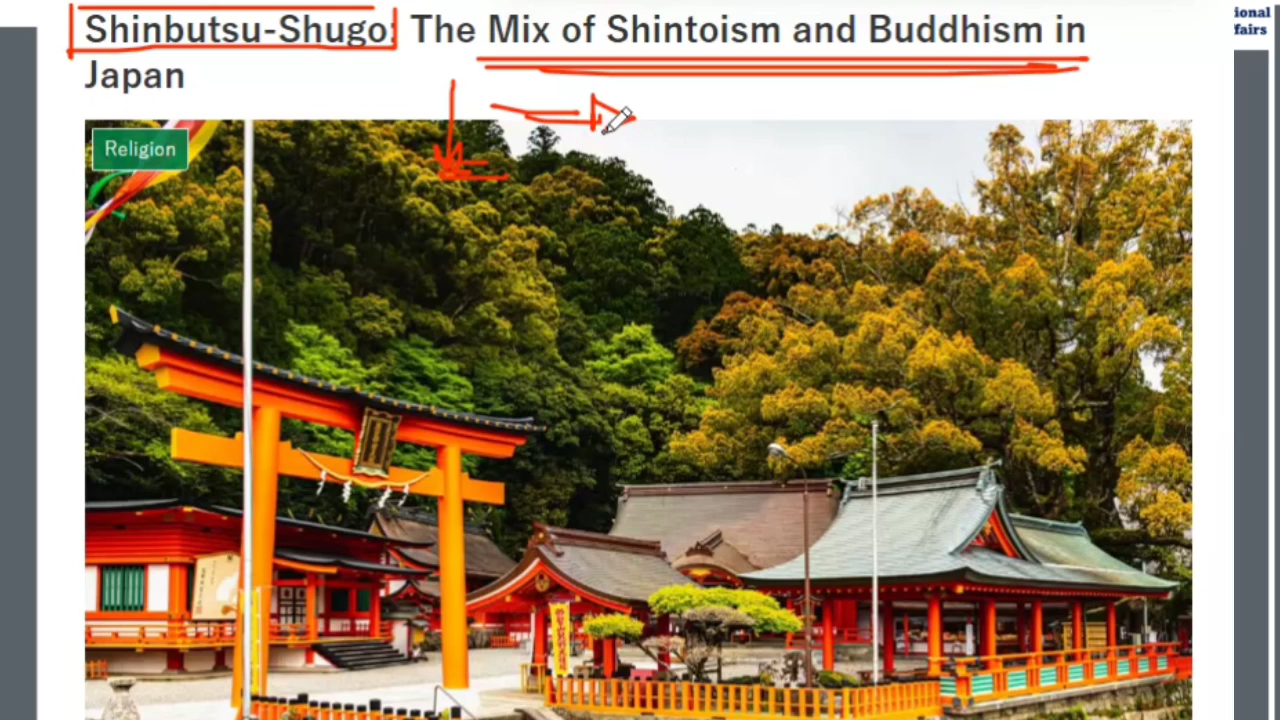 Shinbutsu-Shugo: The Mix of Shintoism and Buddhism in
Japan
ional
fairs
Religion